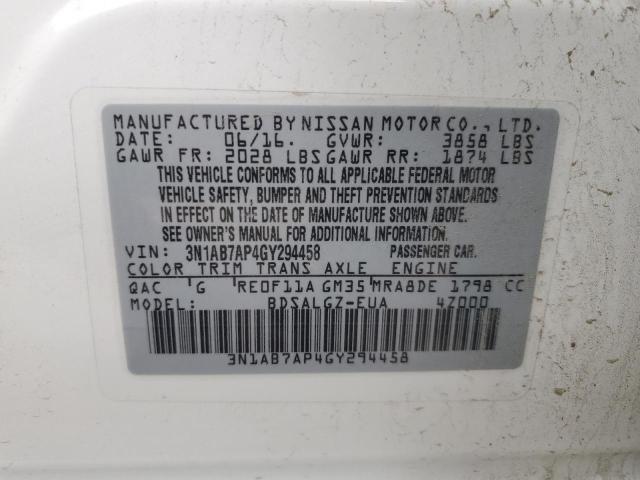 MANUFACTURED BY NISSAN MOTOR CO., LTD.
DATE: 06/16. GVWR: 3858 LBS
GAWR FR: 2028 LBS GAWR RR: 1874 LBS
THIS VEHICLE CONFORMS TO ALL APPLICABLE FEDERAL MOTOR
VEHICLE SAFETY, BUMPER AND THEFT PREVENTION STANDARDS
IN EFFECT ON THE DATE OF MANUFACTURE SHOWN ABOVE.
SEE OWNER'S MANUAL FOR ADDITIONAL INFORMATION.
VIN: 3N1AB7AP4GY294458 PASSENGER CAR.
COLOR TRIM TRANS AXLE ENGINE
QAC G RE0F11A GM35 MRA8DE 1798 CC
MODEL: BDSALGZ-EUA 4Z000
3N1AB7AP4GY294458